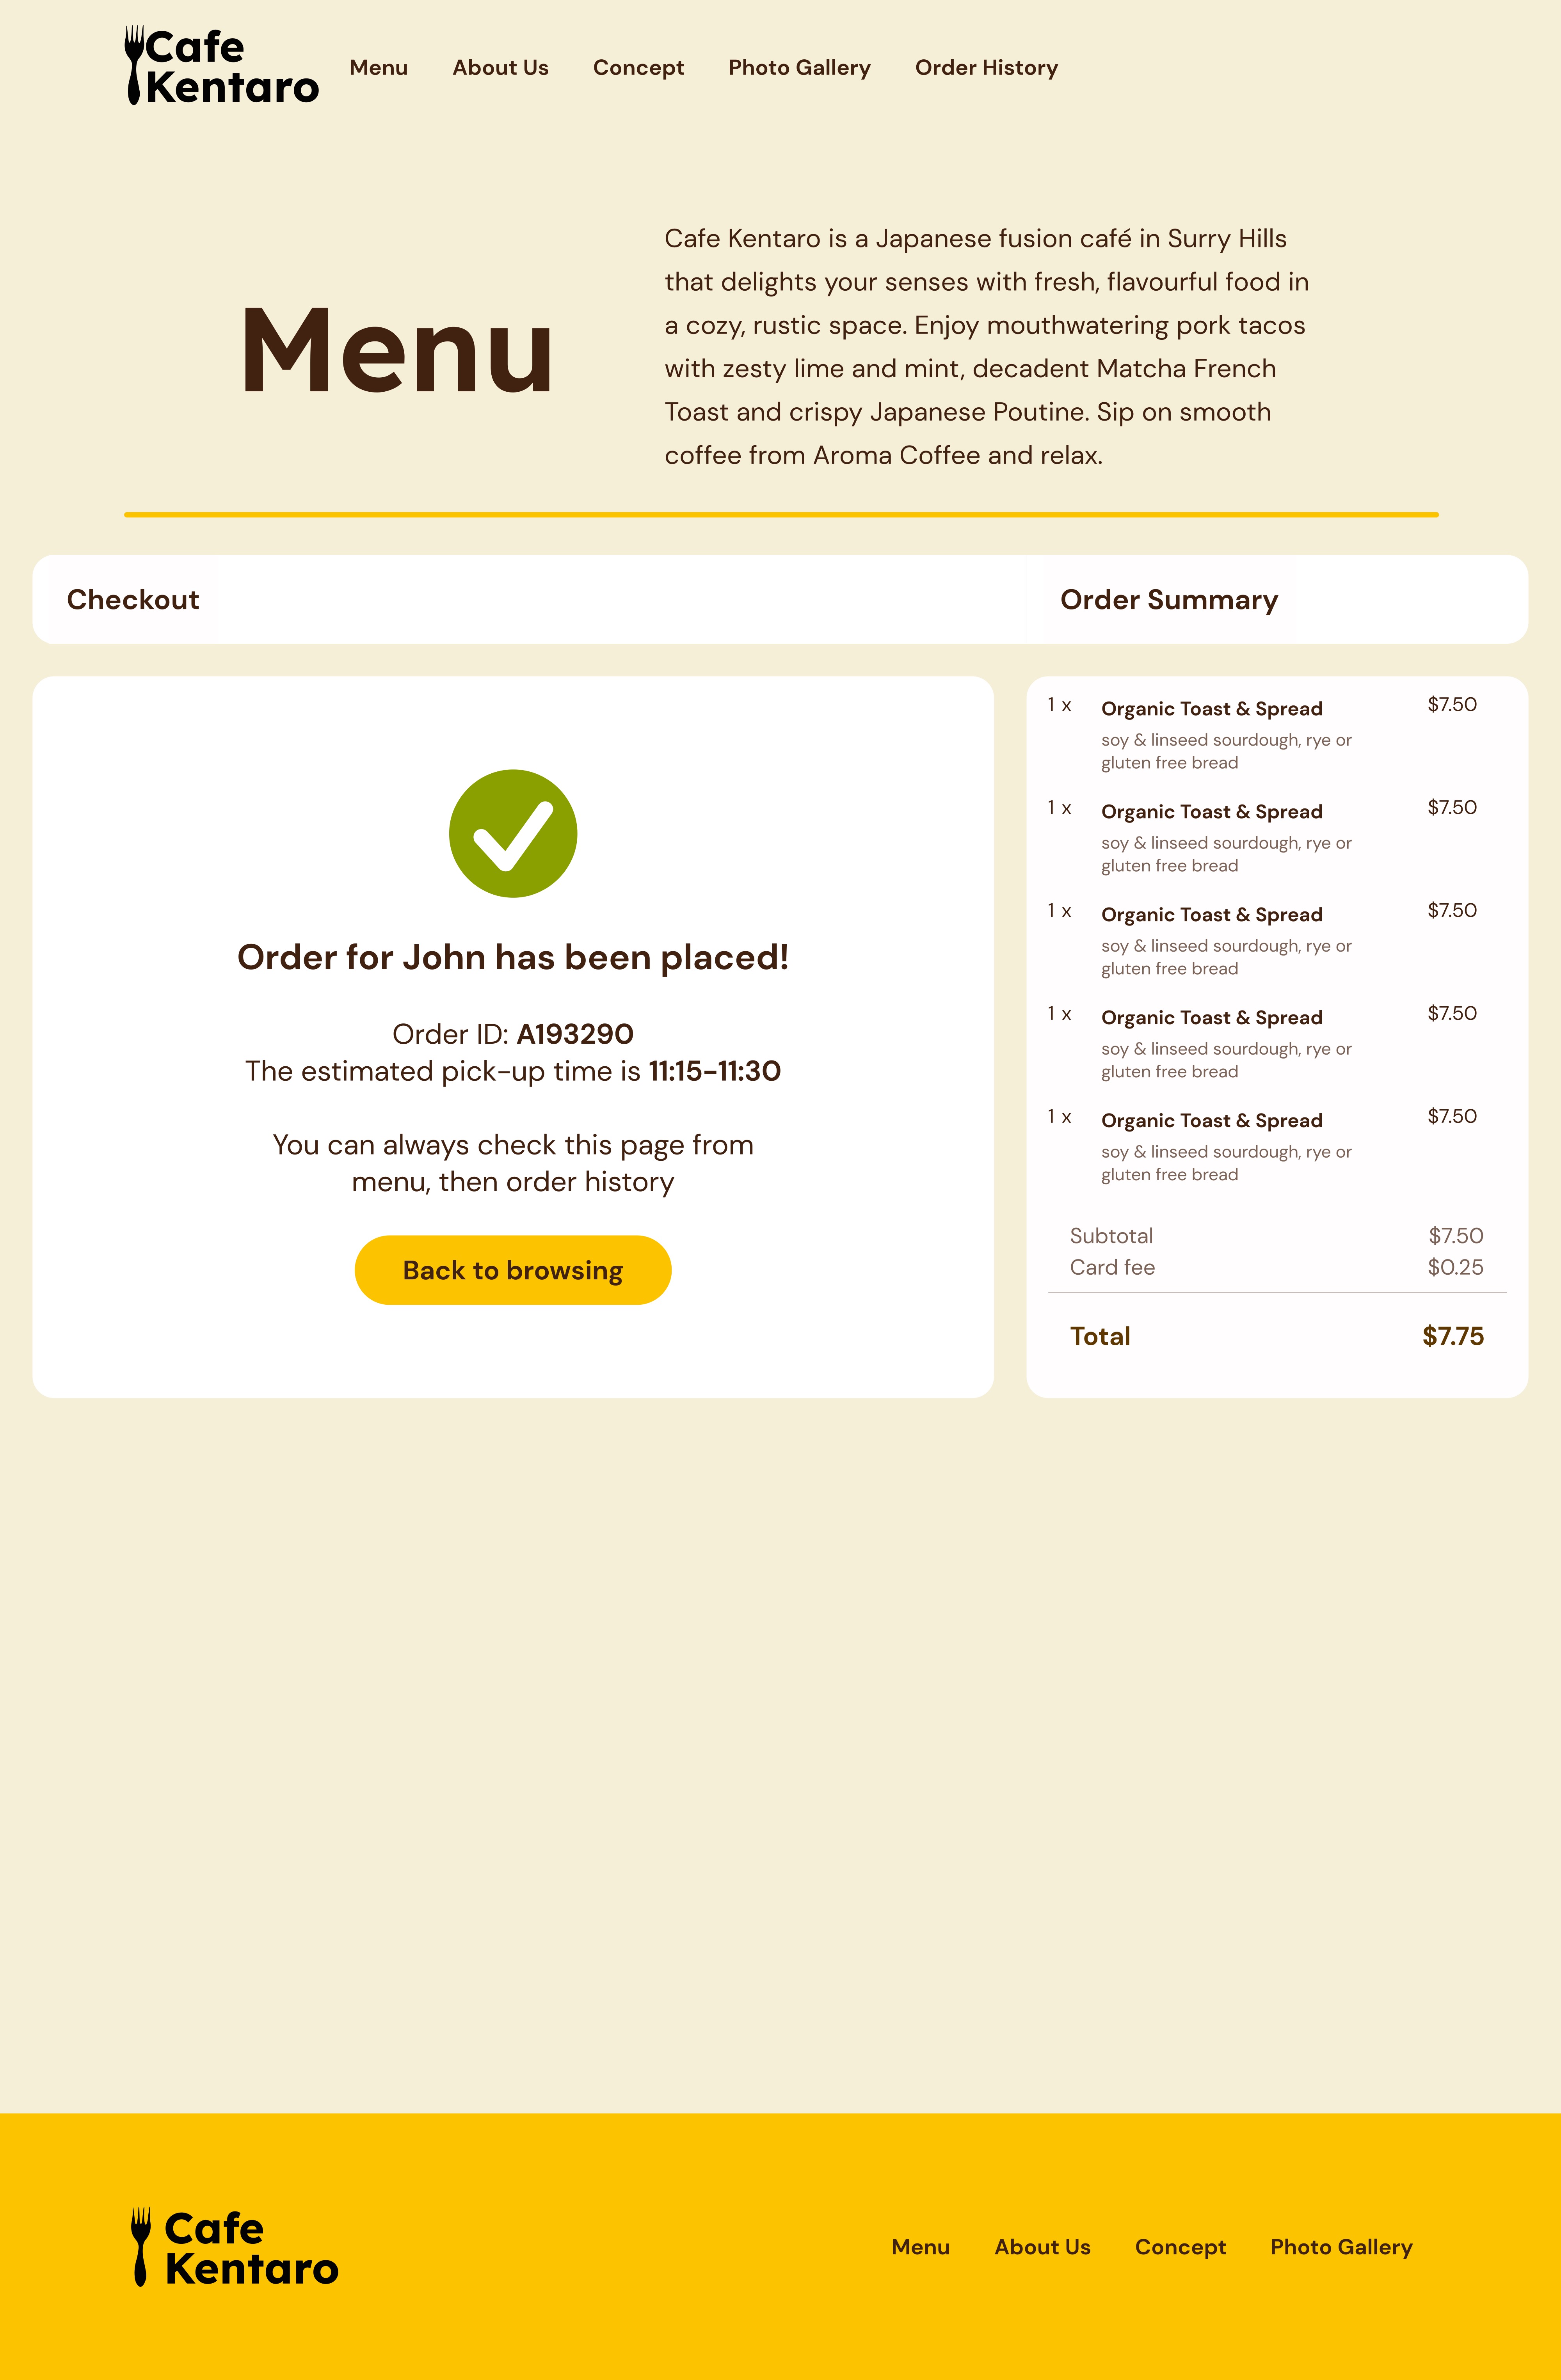 Cafe
Kentaro
Menu About Us Concept Photo Gallery Order History
Menu
Cafe Kentaro is a Japanese fusion café in Surry Hills
that delights your senses with fresh, flavourful food in
a cozy, rustic space. Enjoy mouthwatering pork tacos
with zesty lime and mint, decadent Matcha French
Toast and crispy Japanese Poutine. Sip on smooth
coffee from Aroma Coffee and relax.
Checkout
Order for John has been placed!
Order ID: A193290
The estimated pick-up time is 11:15-11:30
You can always check this page from
menu, then order history
Back to browsing
Order Summary
1 x Organic Toast & Spread $7.50
soy & linseed sourdough, rye or
gluten free bread
1 x Organic Toast & Spread $7.50
soy & linseed sourdough, rye or
gluten free bread
1 x Organic Toast & Spread $7.50
soy & linseed sourdough, rye or
gluten free bread
1 x Organic Toast & Spread $7.50
soy & linseed sourdough, rye or
gluten free bread
1 x Organic Toast & Spread $7.50
soy & linseed sourdough, rye or
gluten free bread
Subtotal $7.50
Card fee $0.25
Total $7.75
Cafe
Kentaro
Menu About Us Concept Photo Gallery